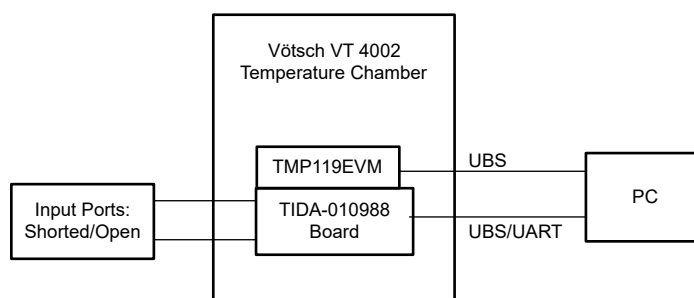 Vötsch VT 4002
Temperature Chamber
TMP119EVM
UBS
PC
Input Ports:
Shorted/Open
TIDA-010988
Board
UBS/UART